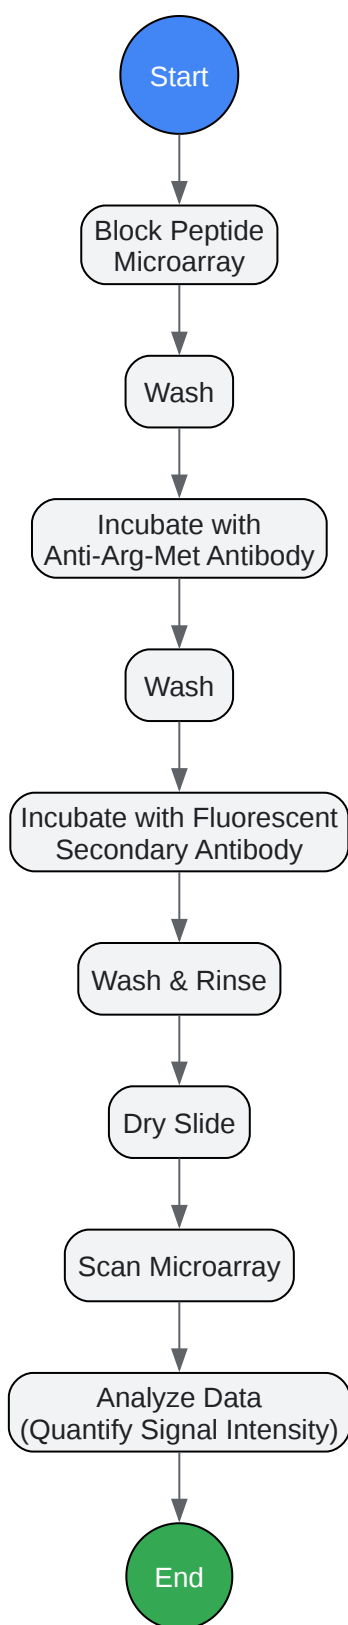 Start
Block Peptide
Microarray
Wash
Incubate with
Anti-Arg-Met Antibody
Wash
Incubate with Fluorescent
Secondary Antibody
Wash & Rinse
Dry Slide
Scan Microarray
Analyze Data
(Quantify Signal Intensity)
End